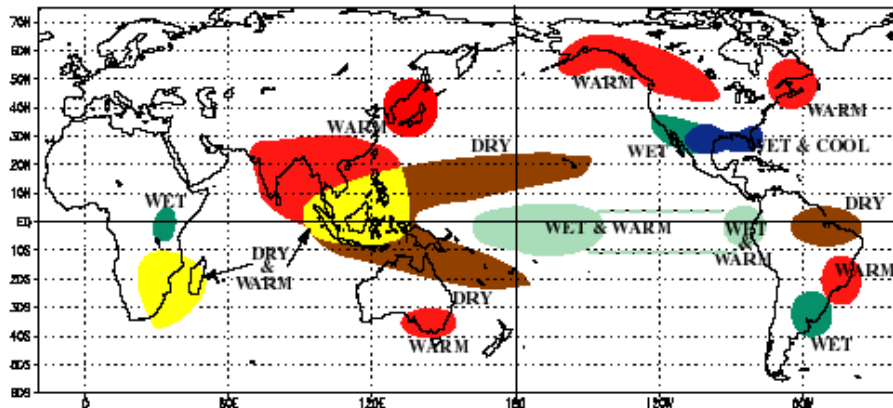 70N
60N
WARM
50N
WARM
40N
WARM
DRY
30N
WET
WET & COOL
20N
10N
WET
DRY
EQ
WET & WARM
WET
&
WARM
10S
DRY
&
WARM
WARM
20S
DRY
30S
40S
WARM
WET
50S
60S
0
60E
120E
180
120W
60W